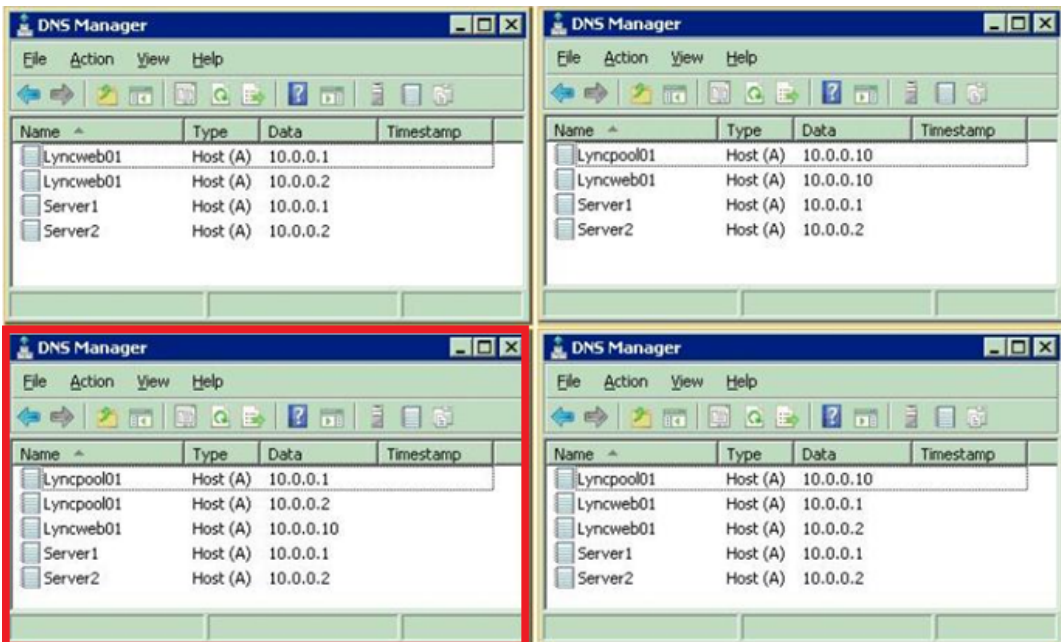 DNS Manager
File Action View Help
Name Type Data Timestamp
Lyncweb01 Host (A) 10.0.0.1
Lyncweb01 Host (A) 10.0.0.2
Server1 Host (A) 10.0.0.1
Server2 Host (A) 10.0.0.2
DNS Manager
File Action View Help
Name Type Data Timestamp
Lyncpool01 Host (A) 10.0.0.10
Lyncweb01 Host (A) 10.0.0.10
Server1 Host (A) 10.0.0.1
Server2 Host (A) 10.0.0.2
DNS Manager
File Action View Help
Name Type Data Timestamp
Lyncpool01 Host (A) 10.0.0.1
Lyncpool01 Host (A) 10.0.0.2
Lyncweb01 Host (A) 10.0.0.10
Server1 Host (A) 10.0.0.1
Server2 Host (A) 10.0.0.2
DNS Manager
File Action View Help
Name Type Data Timestamp
Lyncpool01 Host (A) 10.0.0.10
Lyncweb01 Host (A) 10.0.0.1
Lyncweb01 Host (A) 10.0.0.2
Server1 Host (A) 10.0.0.1
Server2 Host (A) 10.0.0.2